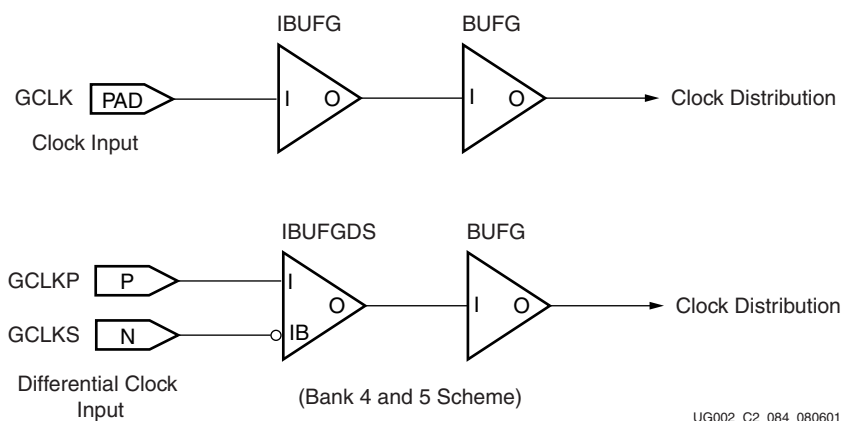 IBUFG
BUFG
GCLK
PAD
I
O
I
O
Clock Distribution
Clock Input
IBUFGDS
BUFG
GCLKP
P
I
O
I
O
Clock Distribution
GCLKS
N
IB
Differential Clock
Input
(Bank 4 and 5 Scheme)
UG002_C2_084_080601